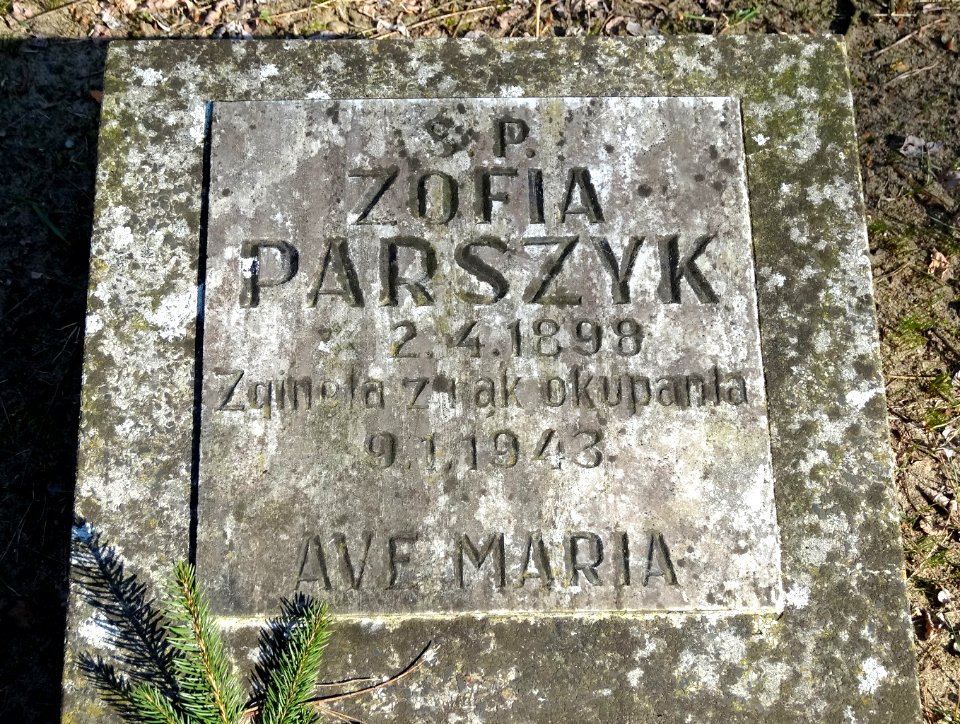 Ś. P.
ZOFIA
PARSZYK
* 2.4.1898
Zginęła z rąk okupanta
9.1.1943
AVE MARIA